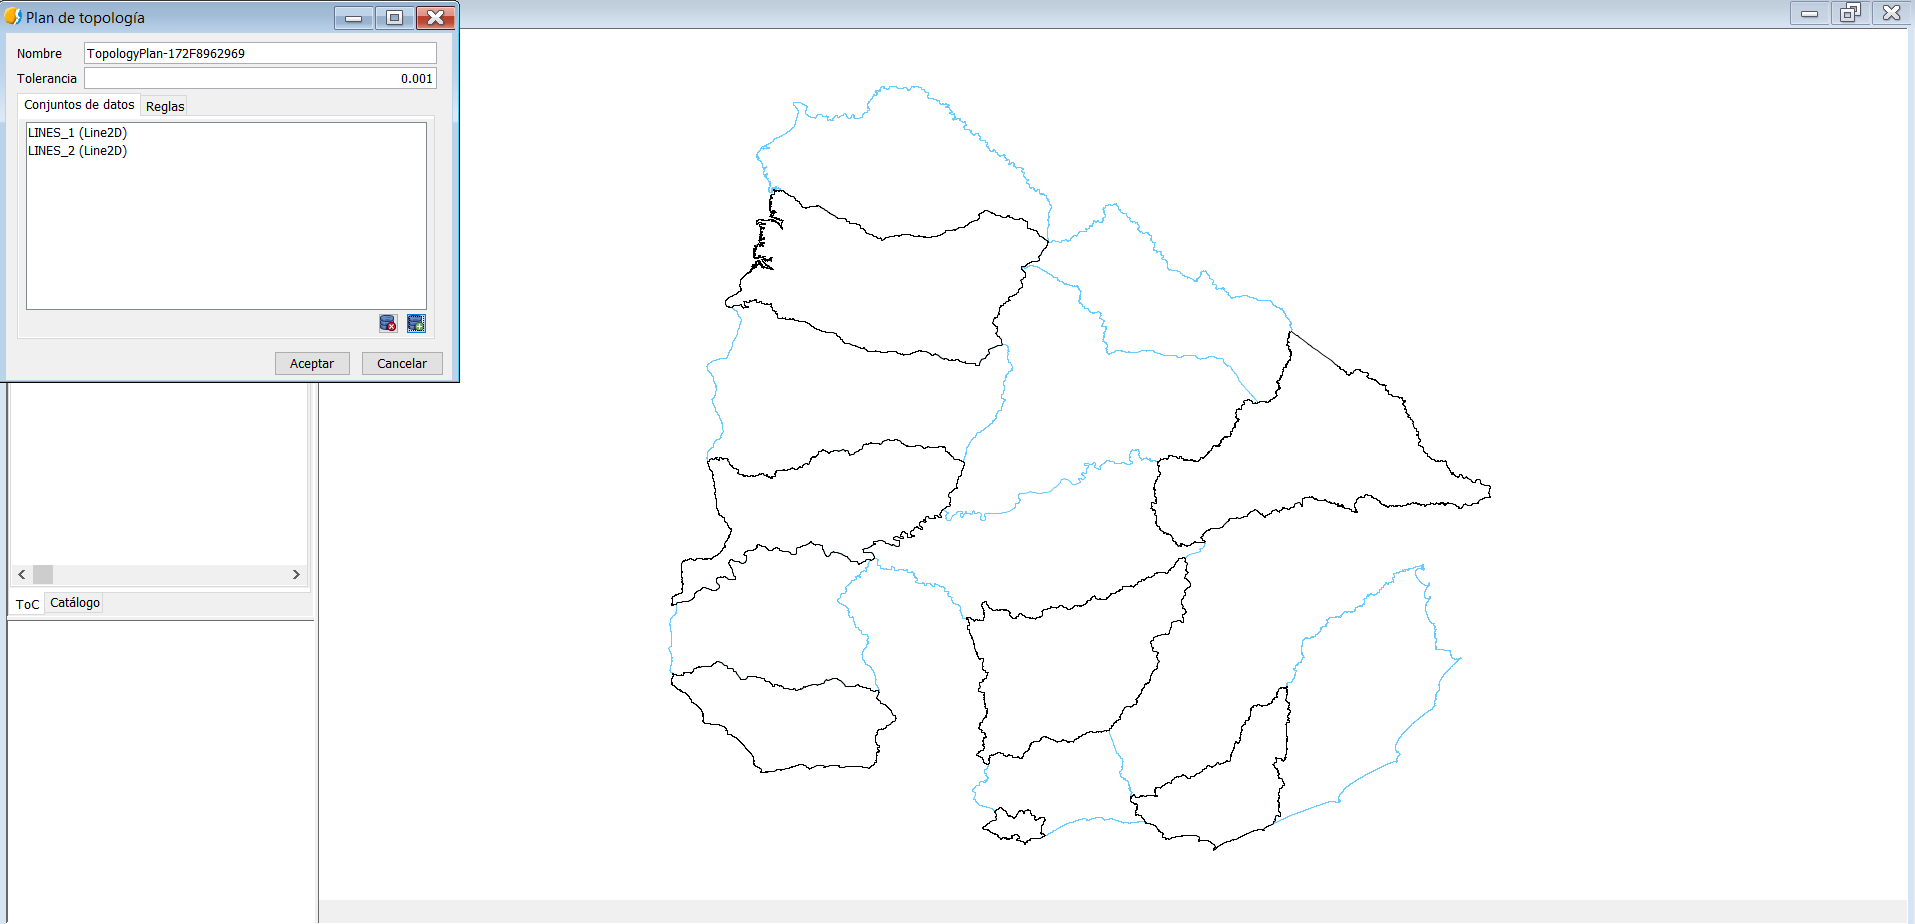 Plan de topología
Nombre TopologyPlan-172F8962969
Tolerancia 0.001
Conjuntos de datos Reglas
LINES_1 (Line2D)
LINES_2 (Line2D)
Aceptar Cancelar
ToC Catálogo